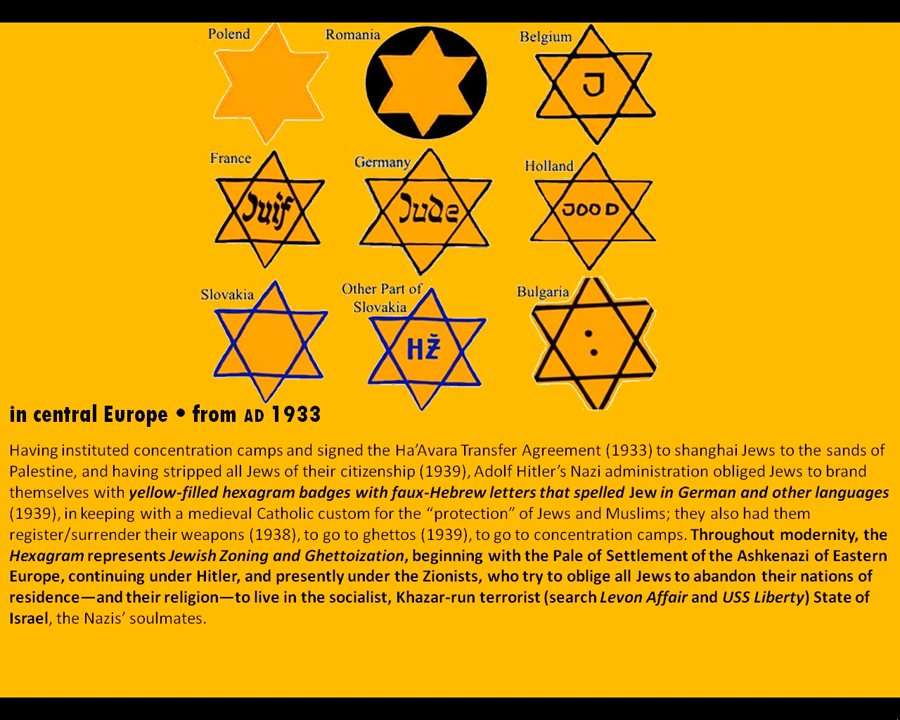 Polend
Romania
Belgium
J
France
Juif
Germany
Jude
Holland
JOOD
Slovakia
Other Part of
Slovakia
HŽ
Bulgaria
in central Europe • from AD 1933
Having instituted concentration camps and signed the Ha’Avara Transfer Agreement (1933) to shanghai Jews to the sands of
Palestine, and having stripped all Jews of their citizenship (1939), Adolf Hitler’s Nazi administration obliged Jews to brand
themselves with yellow-filled hexagram badges with faux-Hebrew letters that spelled Jew in German and other languages
(1939), in keeping with a medieval Catholic custom for the “protection” of Jews and Muslims; they also had them
register/surrender their weapons (1938), to go to ghettos (1939), to go to concentration camps. Throughout modernity, the
Hexagram represents Jewish Zoning and Ghettoization, beginning with the Pale of Settlement of the Ashkenazi of Eastern
Europe, continuing under Hitler, and presently under the Zionists, who try to oblige all Jews to abandon their nations of
residence—and their religion—to live in the socialist, Khazar-run terrorist (search Levon Affair and USS Liberty) State of
Israel, the Nazis’ soulmates.